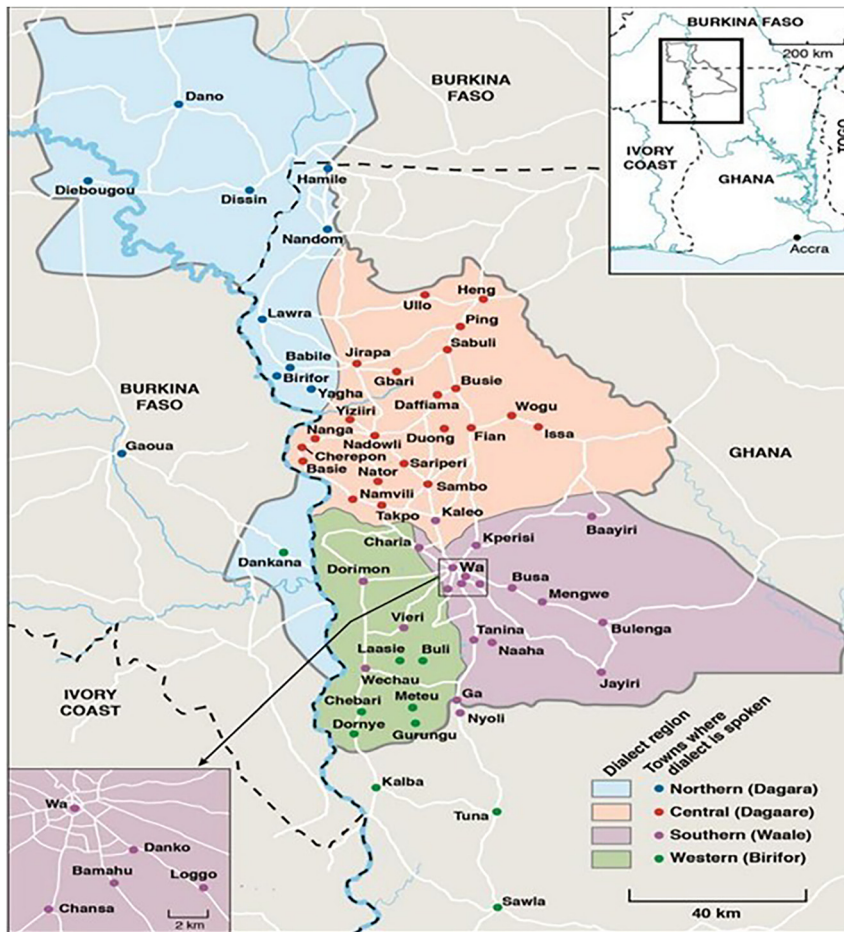 BURKINA FASO
200 km
IVORY
COAST
GHANA
TOGO
Accra
BURKINA
FASO
Dano
Diebougou
Dissin
Hamile
Nandom
Lawra
Babile
Birifor
Yagha
Ullo
Heng
Ping
Sabuli
Jirapa
Gbari
Busie
Daffiama
Wogu
Issa
Yiziiri
Nanga
Nadowli
Duong
Fian
Cherepon
Basie
Sariperi
Nator
Sambo
Namvili
Takpo
Kaleo
BURKINA
FASO
Gaoua
GHANA
Dankana
Charia
Kperisi
Baayiri
Dorimon
Wa
Busa
Mengwe
Vieri
Tanina
Naaha
Bulenga
Laasie
Buli
Wechau
Jayiri
Chebari
Meteu
Ga
Nyoli
Dornye
Gurungu
IVORY
COAST
Kalba
Tuna
Sawla
Dialect region
Towns where
dialect is spoken
Northern (Dagara)
Central (Dagaare)
Southern (Waale)
Western (Birifor)
40 km
Wa
Danko
Bamahu
Loggo
Chansa
2 km